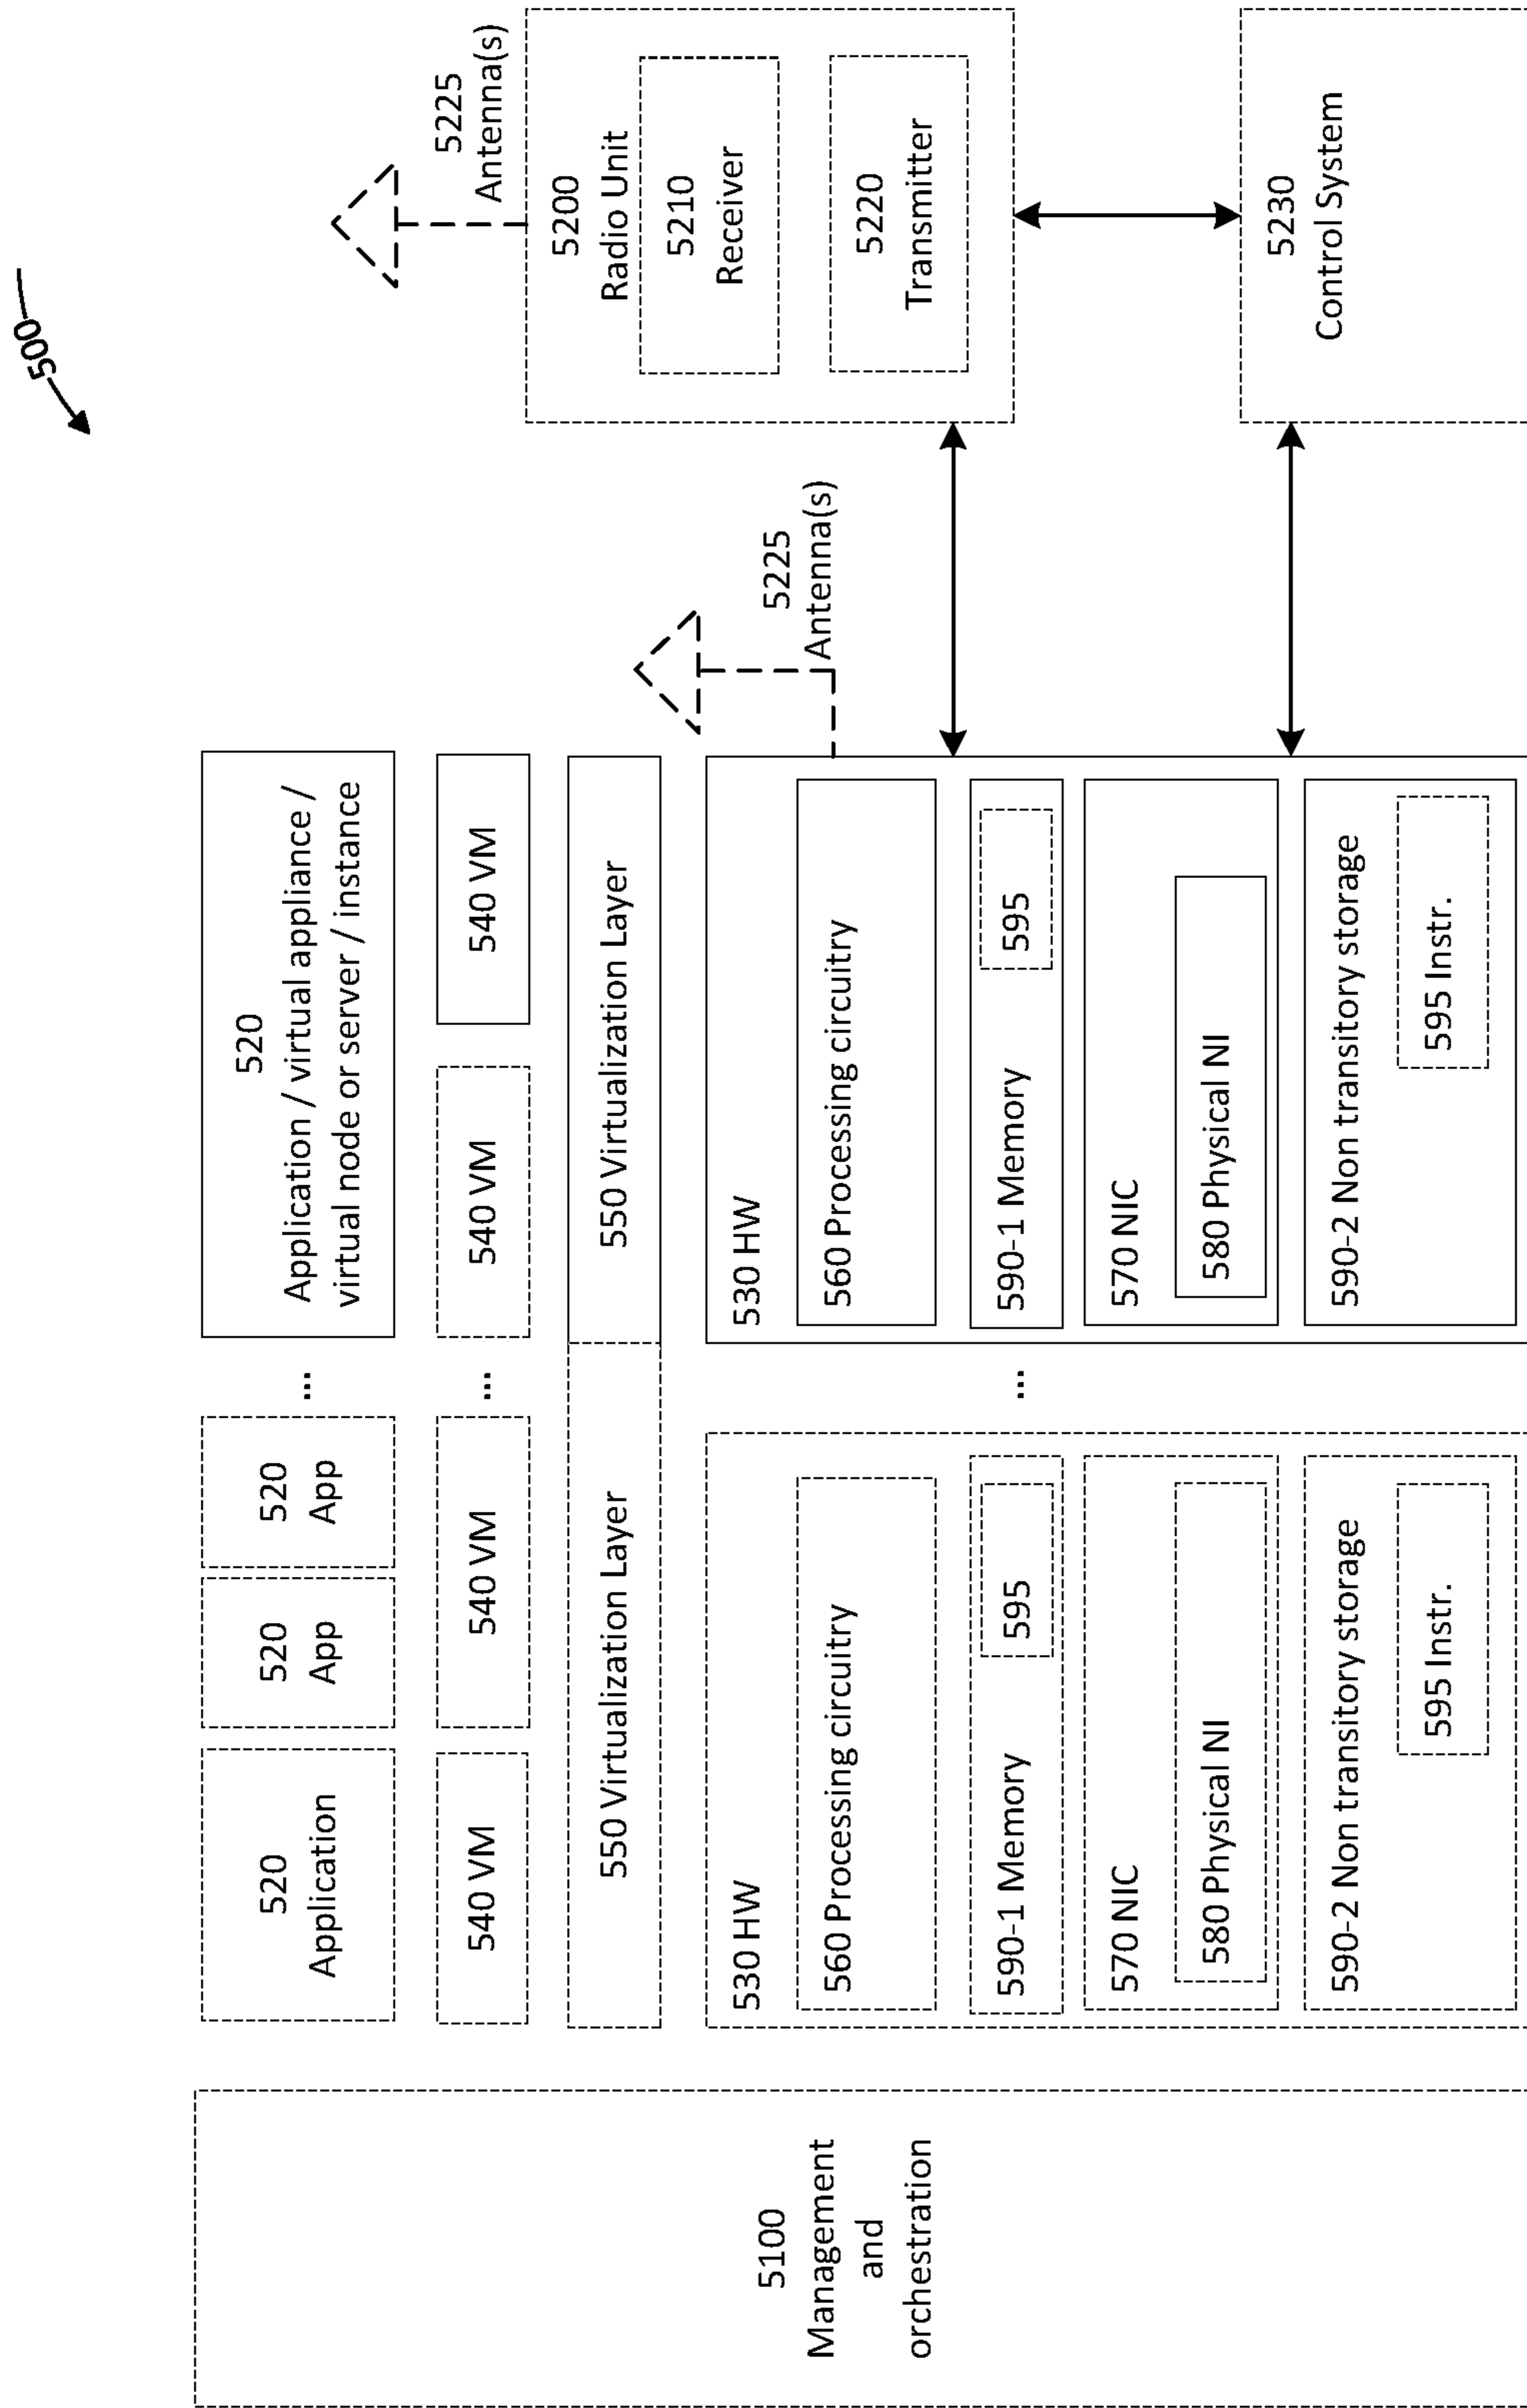 500
5100
Management
and
orchestration
520
Application
520
App
520
App
...
520
Application / virtual appliance /
virtual node or server / instance
540 VM
540 VM
...
540 VM
540 VM
550 Virtualization Layer
550 Virtualization Layer
530 HW
560 Processing circuitry
590-1 Memory
595
570 NIC
580 Physical NI
590-2 Non transitory storage
595 Instr.
...
530 HW
560 Processing circuitry
590-1 Memory
595
570 NIC
580 Physical NI
590-2 Non transitory storage
595 Instr.
5225
Antenna(s)
5225
Antenna(s)
5200
Radio Unit
5210
Receiver
5220
Transmitter
5230
Control System